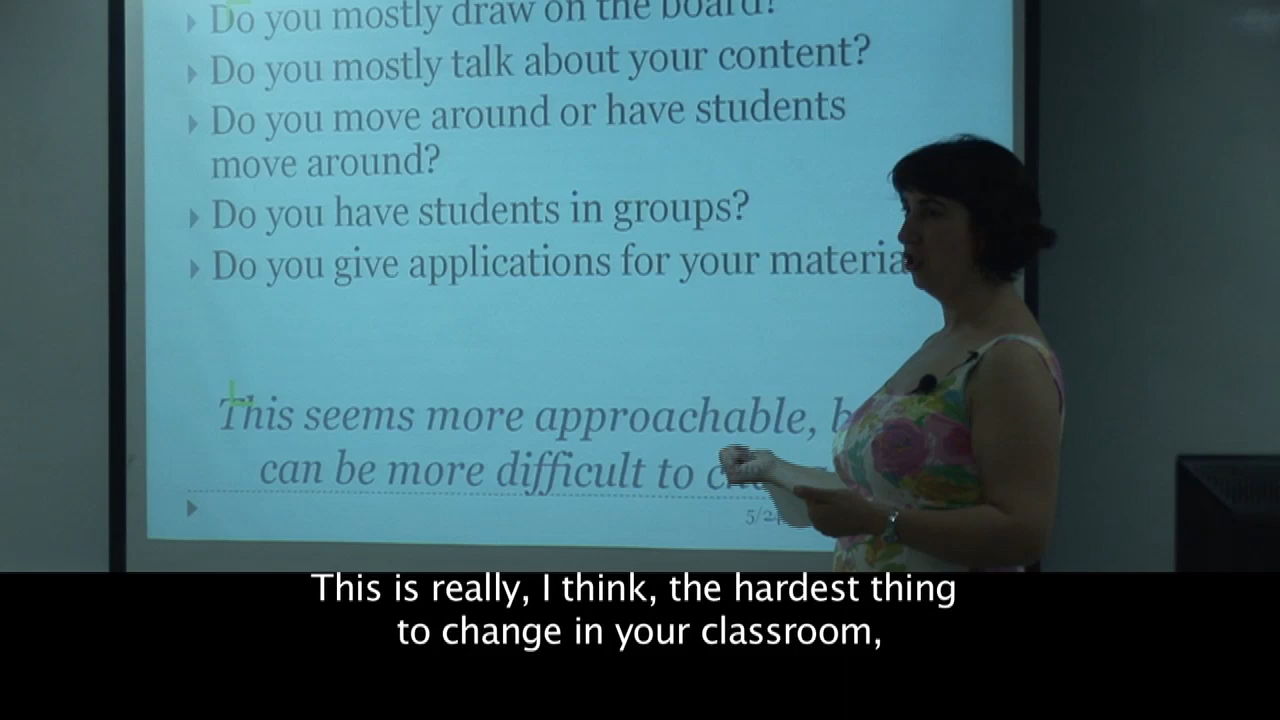 Do you mostly draw on the board?
Do you mostly talk about your content?
Do you move around or have students
move around?
Do you have students in groups?
Do you give applications for your
This seems more approachable,
can be more difficult to
This is really, I think, the hardest thing
to change in your classroom,